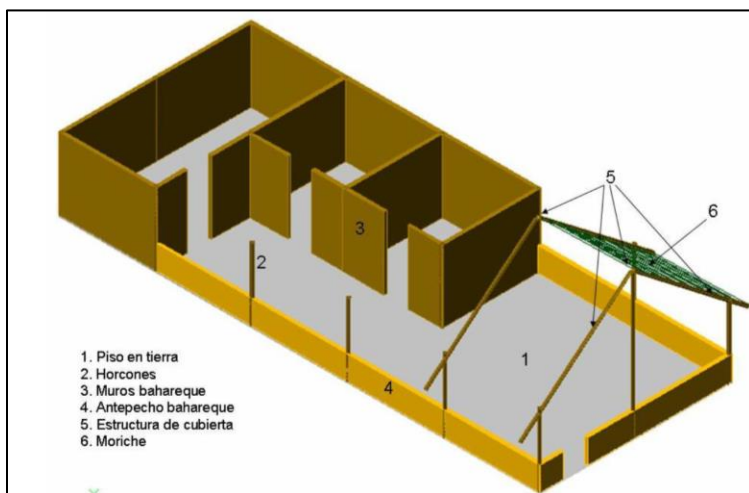 5
6
3
2
1
4
1. Piso en tierra
2. Horcones
3. Muros bahareque
4. Antepecho bahareque
5. Estructura de cubierta
6. Moriche